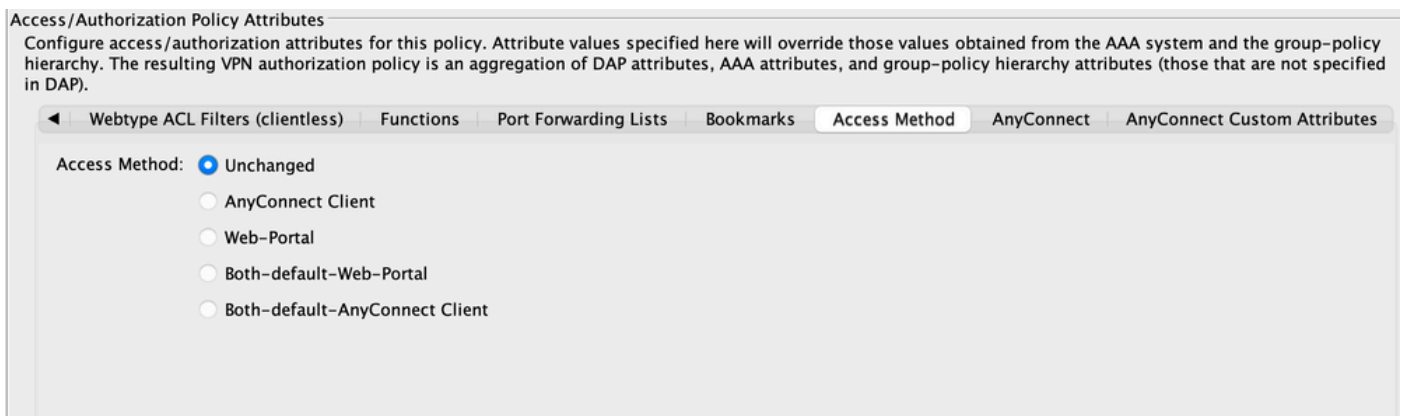 Access/Authorization Policy Attributes
Configure access/authorization attributes for this policy. Attribute values specified here will override those values obtained from the AAA system and the group-policy
hierarchy. The resulting VPN authorization policy is an aggregation of DAP attributes, AAA attributes, and group-policy hierarchy attributes (those that are not specified
in DAP).
Webtype ACL Filters (clientless) Functions Port Forwarding Lists Bookmarks Access Method AnyConnect AnyConnect Custom Attributes
Access Method: Unchanged
AnyConnect Client
Web-Portal
Both-default-Web-Portal
Both-default-AnyConnect Client